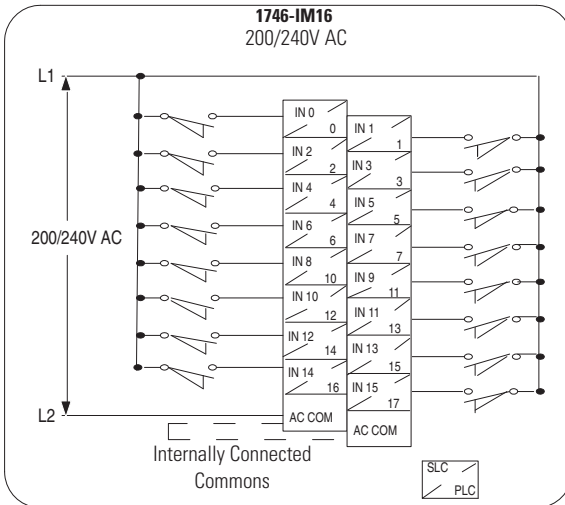 1746-IM16
200/240V AC
L1
IN 0
0
IN 1
1
IN 2
2
IN 3
3
IN 4
4
IN 5
5
200/240V AC
IN 6
6
IN 7
7
IN 8
10
IN 9
11
IN 10
12
IN 11
13
IN 12
14
IN 13
15
IN 14
16
IN 15
17
L2
AC COM
AC COM
Internally Connected
Commons
SLC
PLC